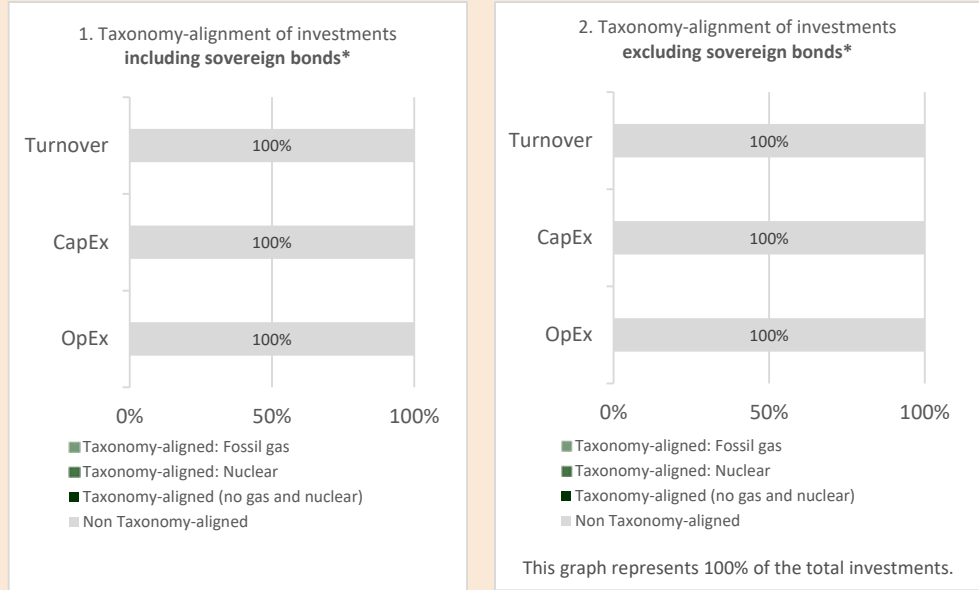 1. Taxonomy-alignment of investments
including sovereign bonds*
Turnover
100%
CapEx
100%
OpEx
100%
0% 50% 100%
Taxonomy-aligned: Fossil gas
Taxonomy-aligned: Nuclear
Taxonomy-aligned (no gas and nuclear)
Non Taxonomy-aligned
2. Taxonomy-alignment of investments
excluding sovereign bonds*
Turnover
100%
CapEx
100%
OpEx
100%
0% 50% 100%
Taxonomy-aligned: Fossil gas
Taxonomy-aligned: Nuclear
Taxonomy-aligned (no gas and nuclear)
Non Taxonomy-aligned
This graph represents 100% of the total investments.